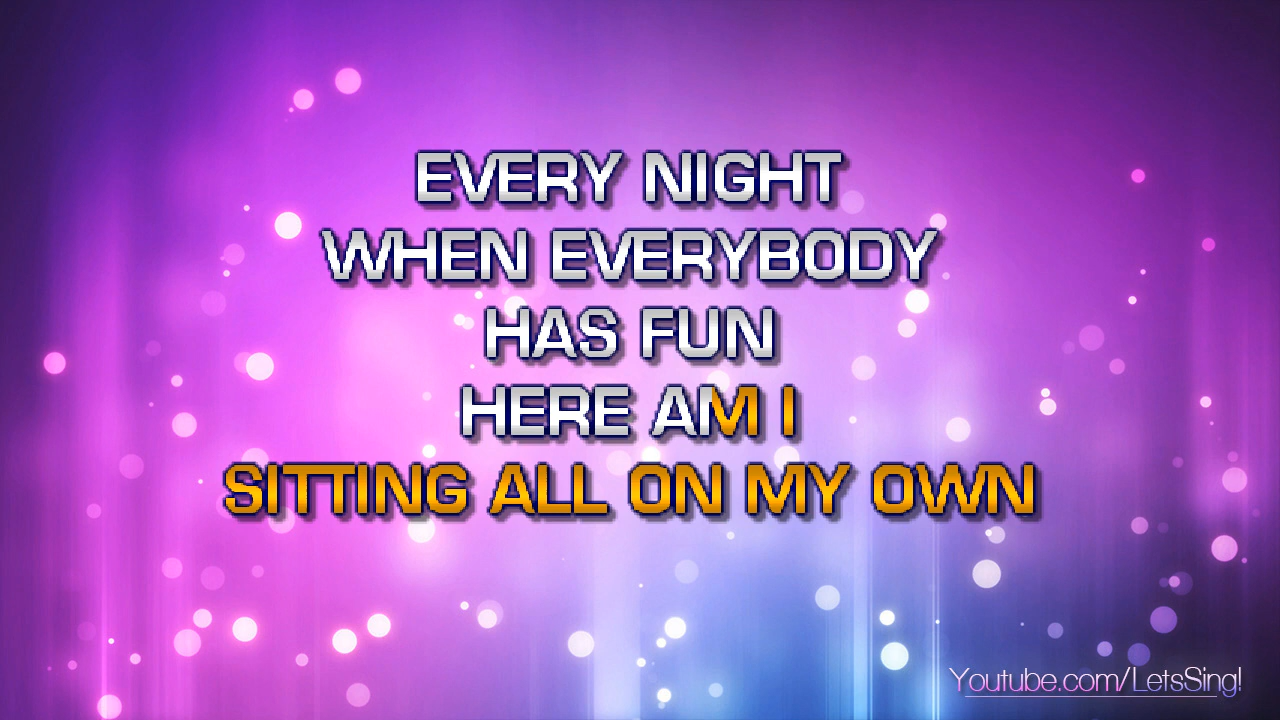 EVERY NIGHT
WHEN EVERYBODY
HAS FUN
HERE AM I
SITTING ALL ON MY OWN
Youtube.com/LetsSing!